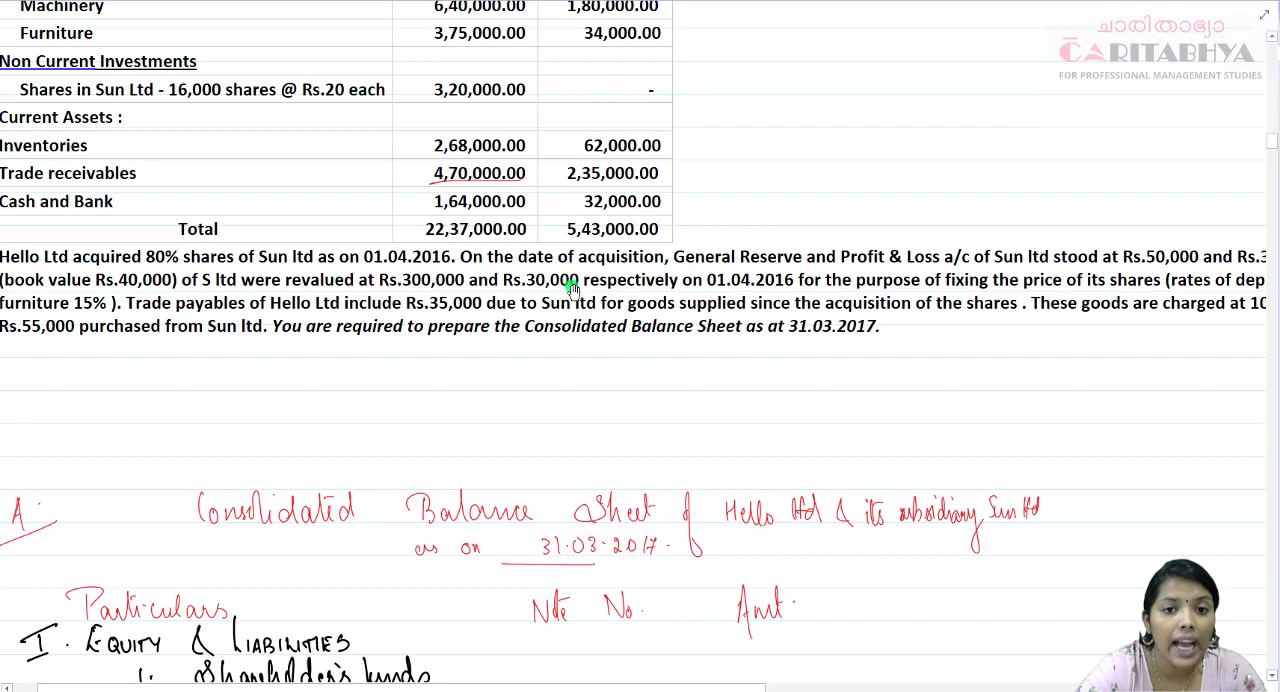 Machinery 6,40,000.00 1,80,000.00
Furniture 3,75,000.00 34,000.00
Non Current Investments
Shares in Sun Ltd - 16,000 shares @ Rs.20 each 3,20,000.00 -
Current Assets :
Inventories 2,68,000.00 62,000.00
Trade receivables 4,70,000.00 2,35,000.00
Cash and Bank 1,64,000.00 32,000.00
Total 22,37,000.00 5,43,000.00
ചാരിതാഭ്യാ
CARITABHYA
FOR PROFESSIONAL MANAGEMENT STUDIES
Hello Ltd acquired 80% shares of Sun ltd as on 01.04.2016. On the date of acquisition, General Reserve and Profit & Loss a/c of Sun ltd stood at Rs.50,000 and Rs.3
(book value Rs.40,000) of S ltd were revalued at Rs.300,000 and Rs.30,000 respectively on 01.04.2016 for the purpose of fixing the price of its shares (rates of dep
furniture 15% ). Trade payables of Hello Ltd include Rs.35,000 due to Sun ltd for goods supplied since the acquisition of the shares . These goods are charged at 10
Rs.55,000 purchased from Sun ltd. You are required to prepare the Consolidated Balance Sheet as at 31.03.2017.
A: Consolidated Balance Sheet of Hello Ltd & its subsidiary Sun ltd
as on 31.03.2017.
Particulars Note No. Amt.
I. EQUITY & LIABILITIES
1. Shareholder's funds